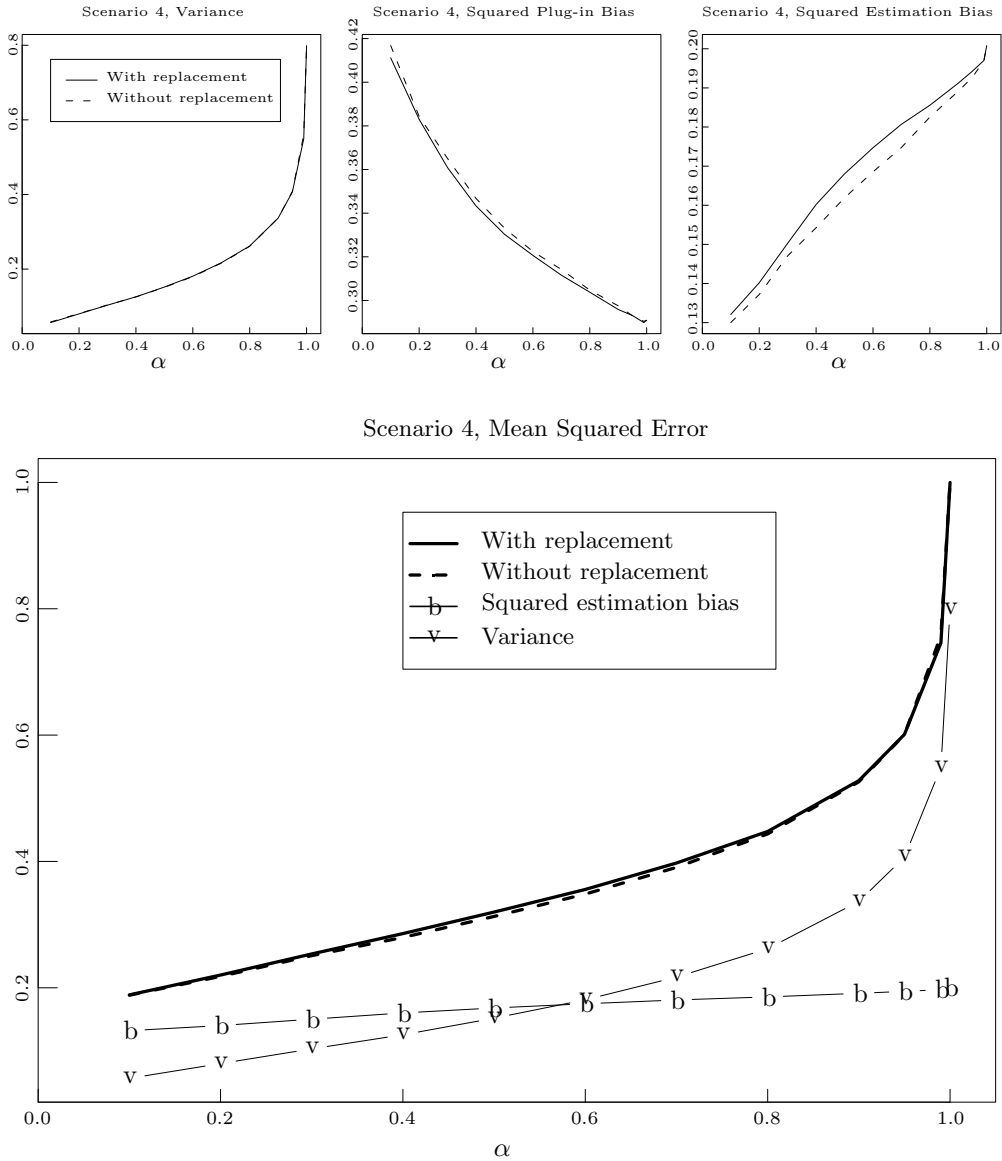 Scenario 4, Variance
0.2 0.4 0.6 0.8
With replacement
Without replacement
0.0 0.2 0.4 0.6 0.8 1.0
α
Scenario 4, Squared Plug-in Bias
0.30 0.32 0.34 0.36 0.38 0.40 0.42
0.0 0.2 0.4 0.6 0.8 1.0
α
Scenario 4, Squared Estimation Bias
0.13 0.14 0.15 0.16 0.17 0.18 0.19 0.20
0.0 0.2 0.4 0.6 0.8 1.0
α
Scenario 4, Mean Squared Error
0.2 0.4 0.6 0.8 1.0
With replacement
Without replacement
b Squared estimation bias
v Variance
b b b b b b b b b b b b
v v v v v v v v v v v v
0.0 0.2 0.4 0.6 0.8 1.0
α